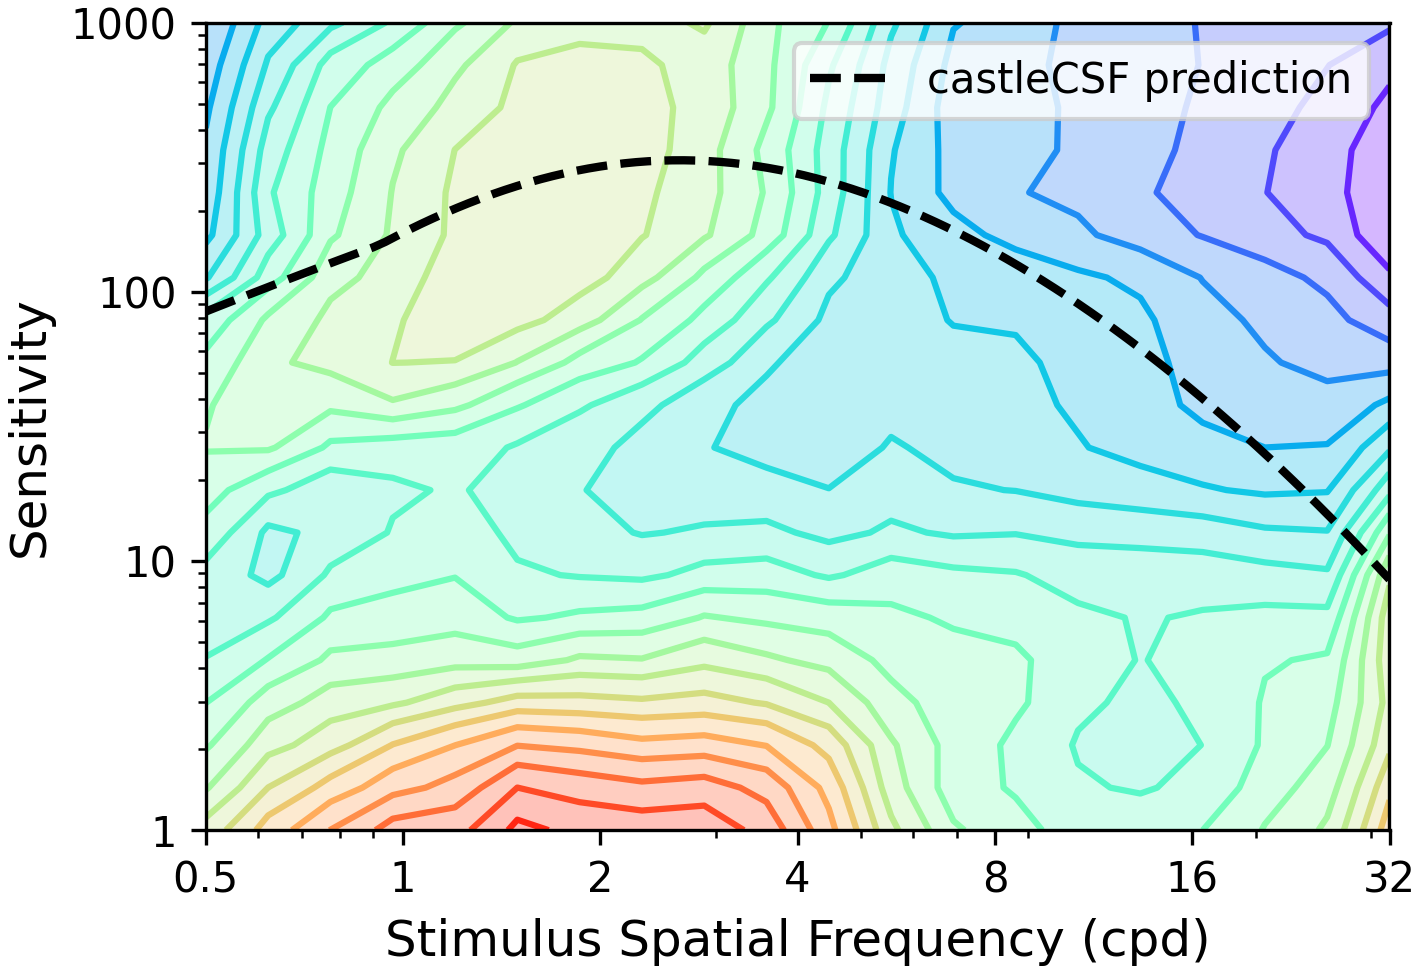 1000
100
10
1
Sensitivity
castleCSF prediction
0.5 1 2 4 8 16 32
Stimulus Spatial Frequency (cpd)